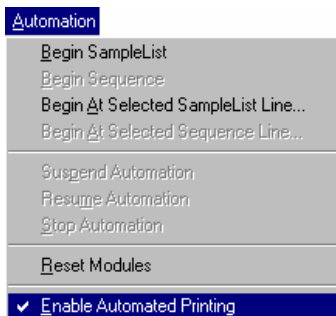 Automation
Begin SampleList
Begin Sequence
Begin At Selected SampleList Line...
Begin At Selected Sequence Line...
Suspend Automation
Resume Automation
Stop Automation
Reset Modules
✓ Enable Automated Printing